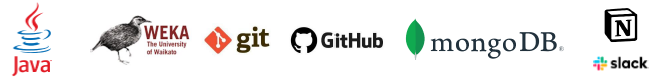 Java
WEKA
The University
of Waikato
git
GitHub
mongoDB®
N
slack